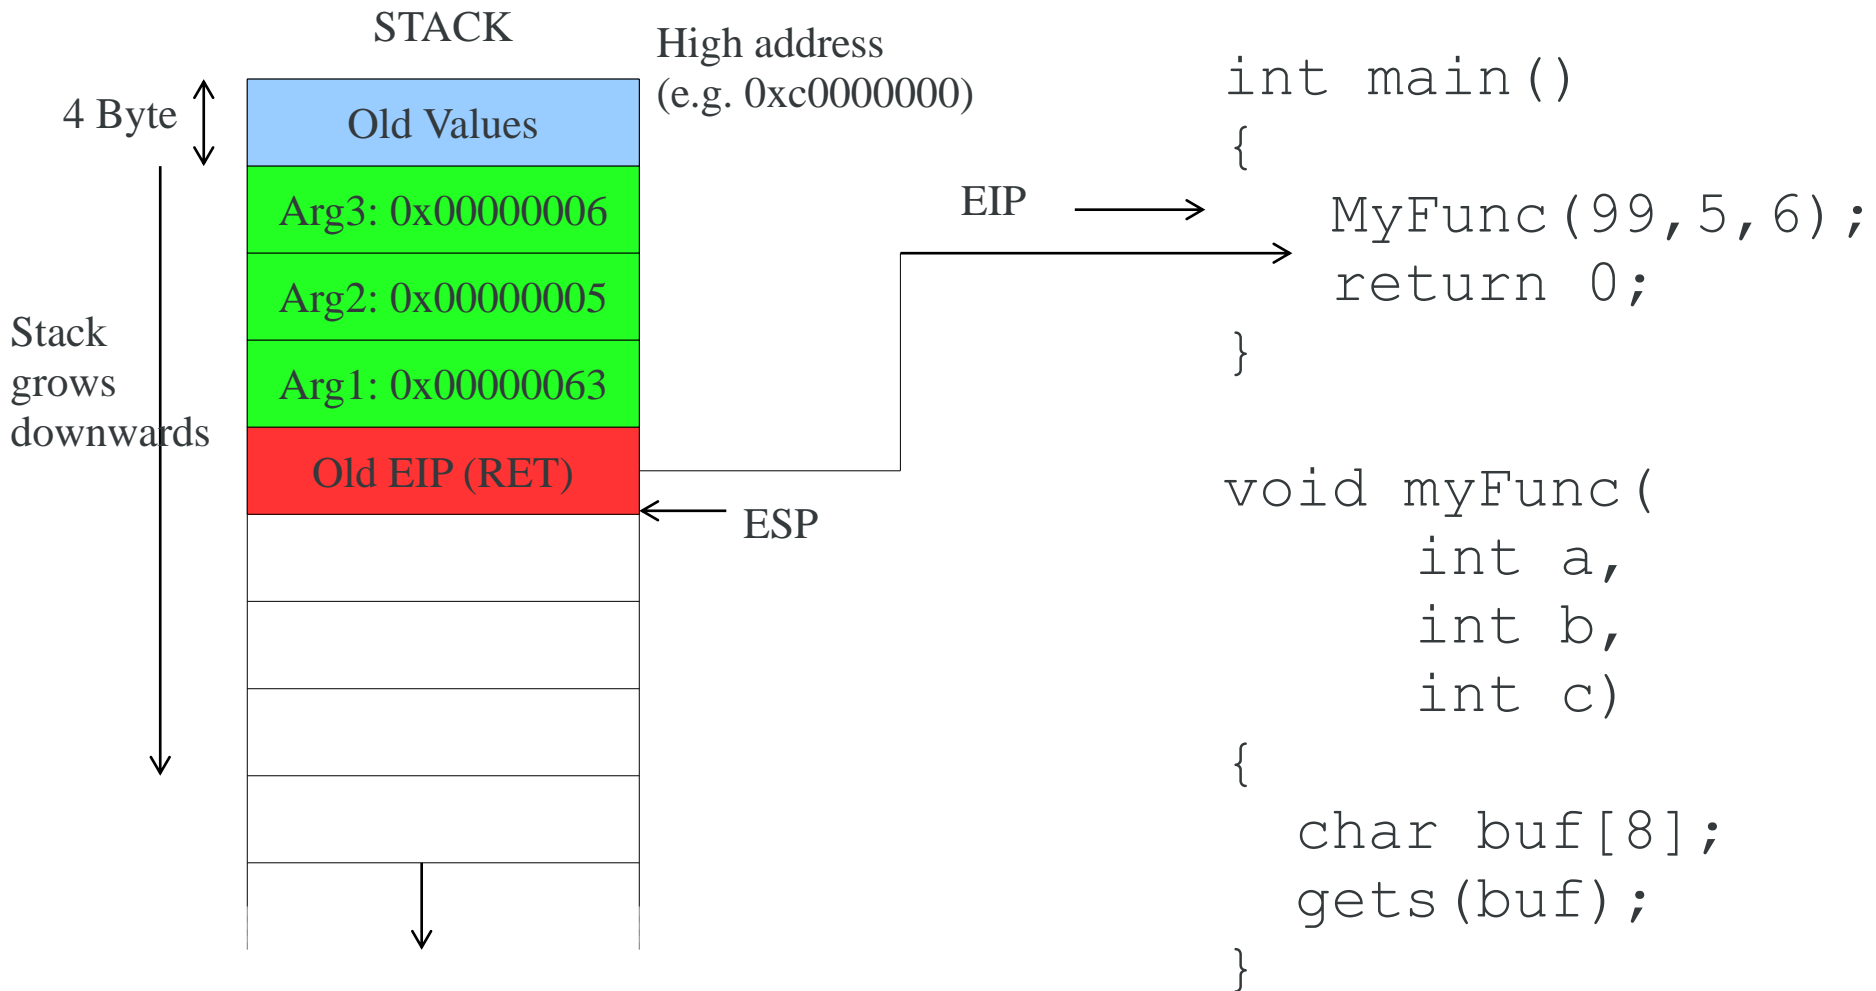 STACK
High address
(e.g. 0xc0000000)
4 Byte
Old Values
Arg3: 0x00000006
Arg2: 0x00000005
Arg1: 0x00000063
Old EIP (RET)
Stack
grows
downwards
ESP
EIP
int main()
{
MyFunc(99,5,6);
return 0;
}
void myFunc(
int a,
int b,
int c)
{
char buf[8];
gets(buf);
}